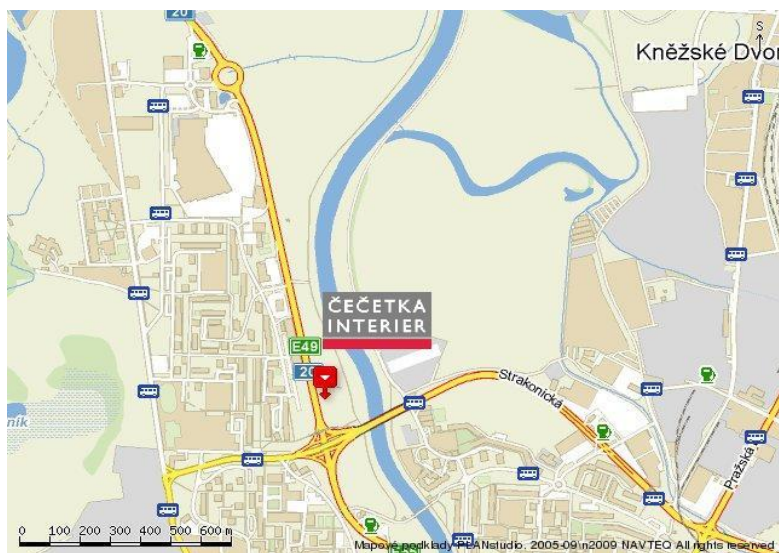 20
S
Kněžské Dvor
ČEČETKA
INTERIER
E49
20
Strakonická
ník
Pražská
0 100 200 300 400 500 600 m
Mapové podklady PLANstudio, 2005-09 \n2009 NAVTEQ All rights reserved